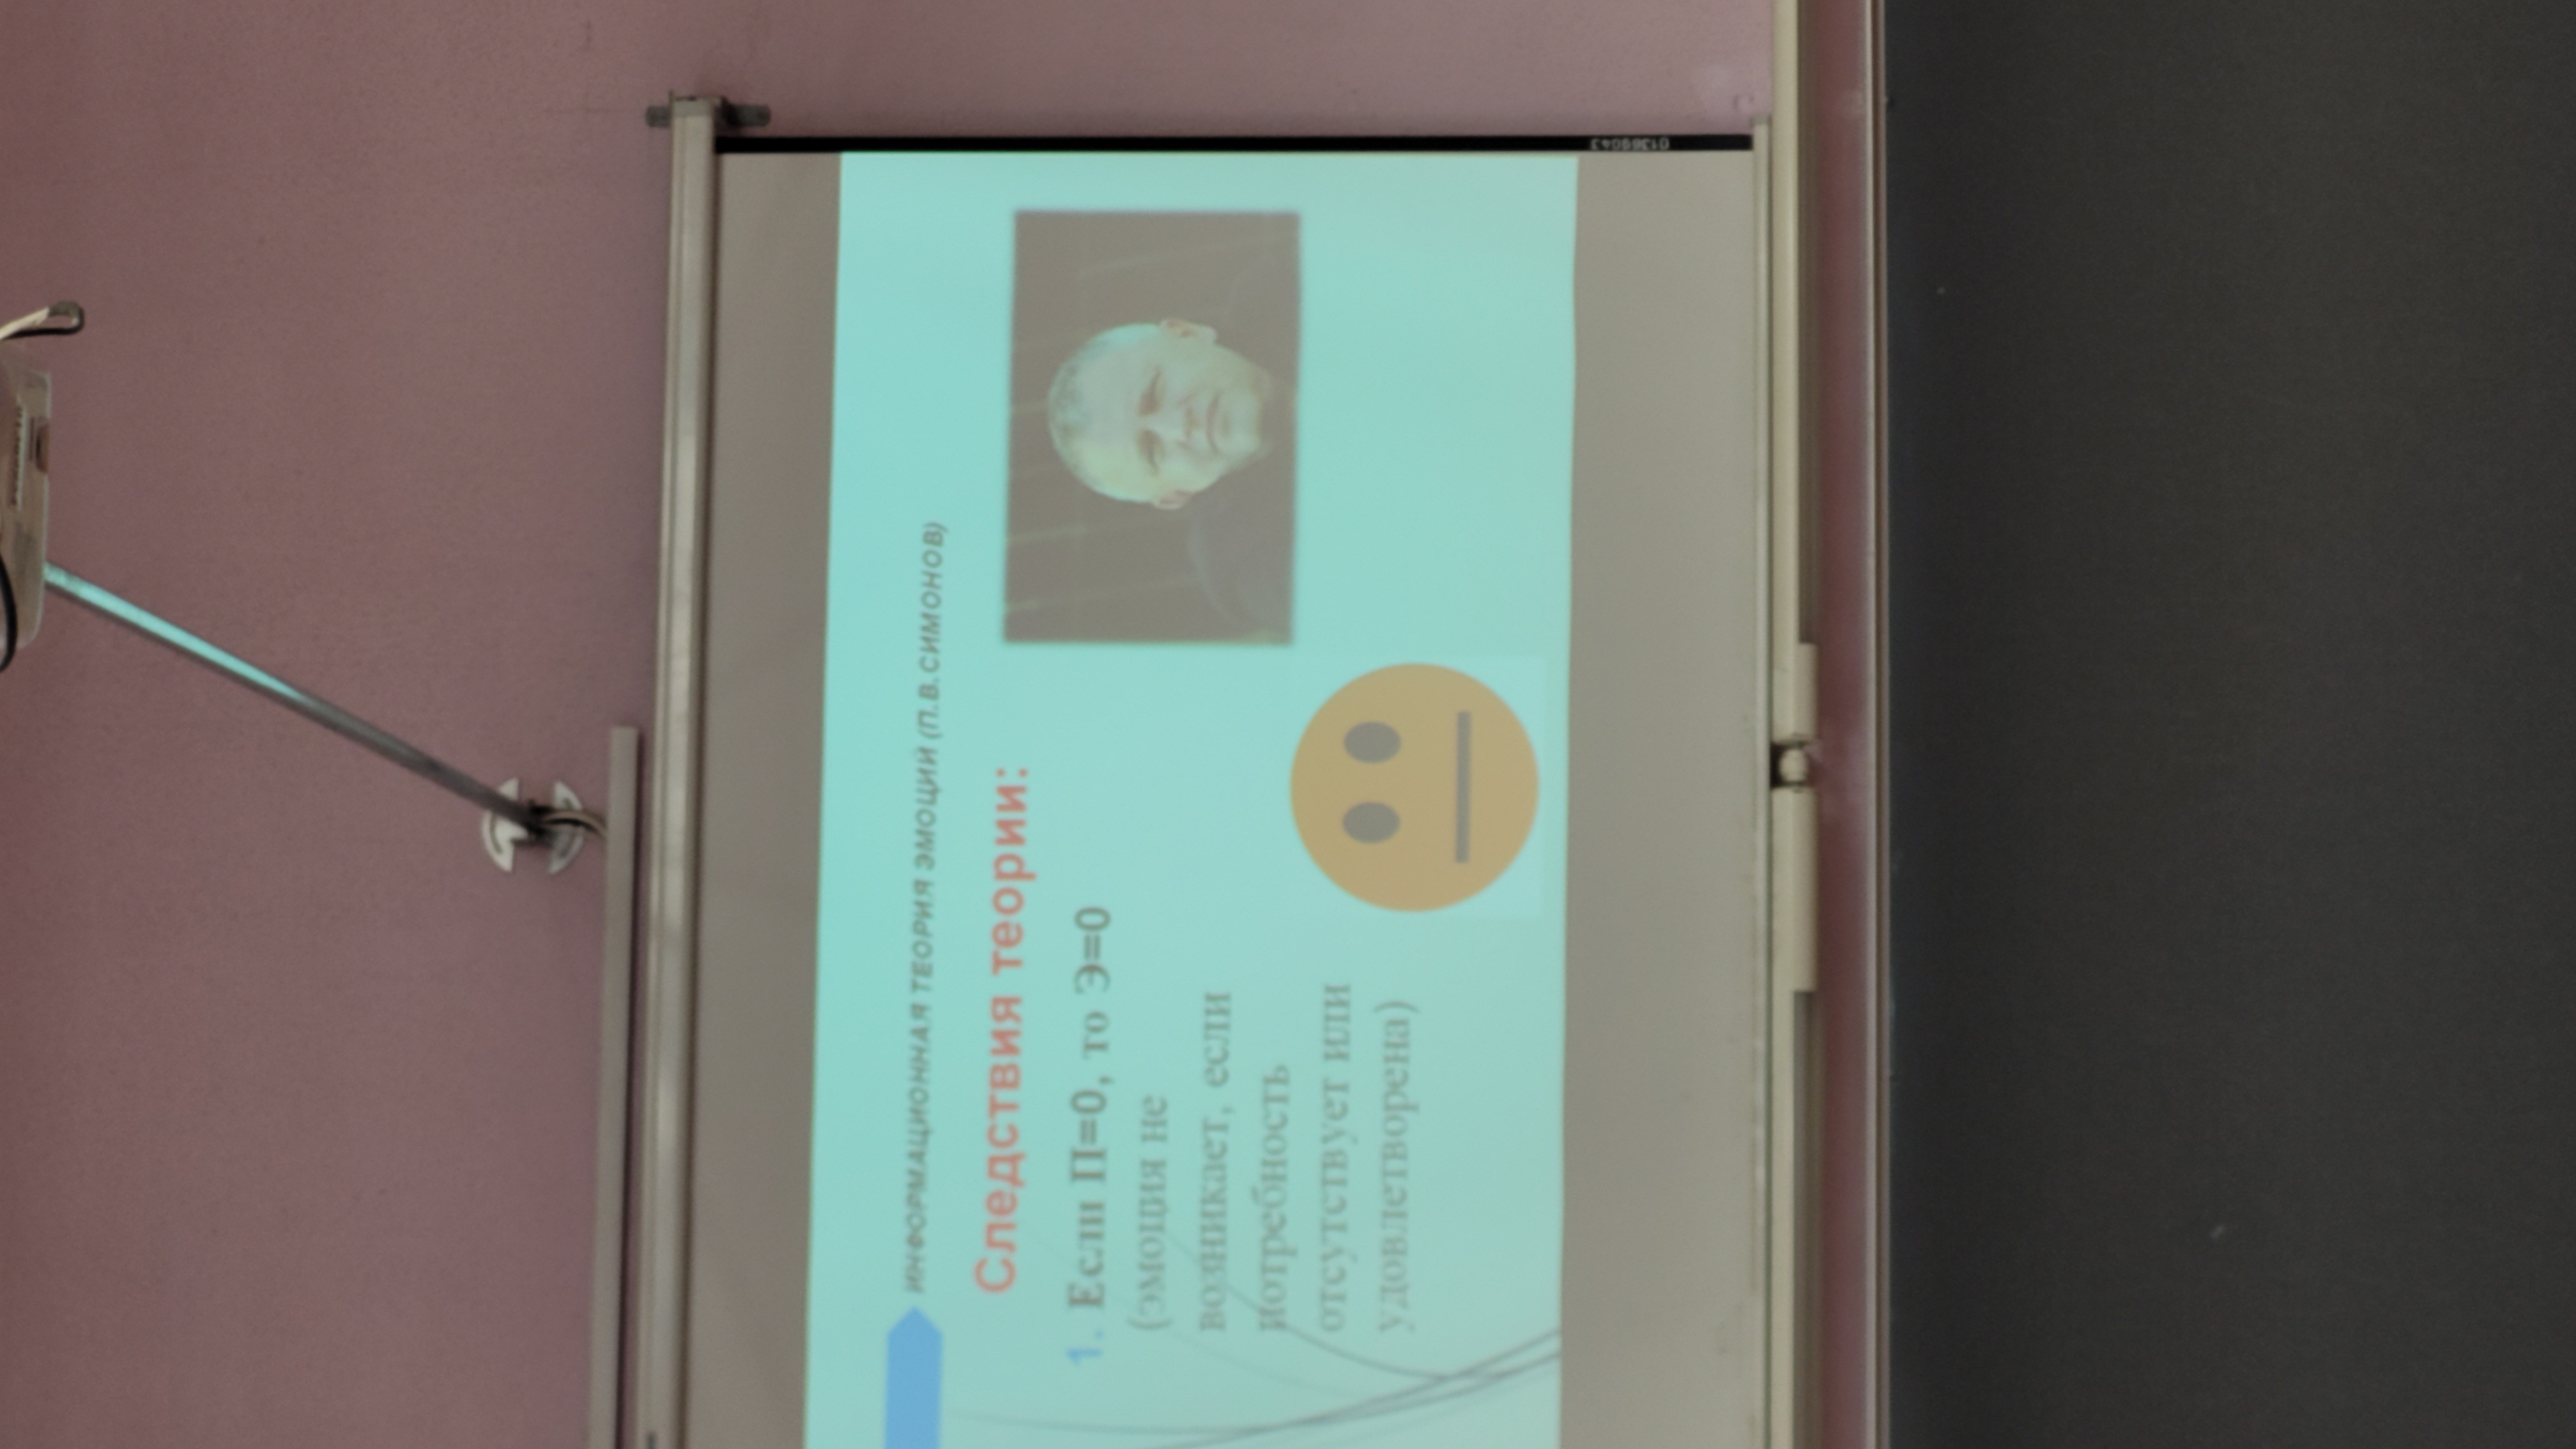 ИНФОРМАЦИОННАЯ ТЕОРИЯ ЭМОЦИЙ (П.В.СИМОНОВ)
Следствия теории:
1. Если П=0, то Э=0
(эмоция не
возникает, если
потребность
отсутствует или
удовлетворена)
01369043